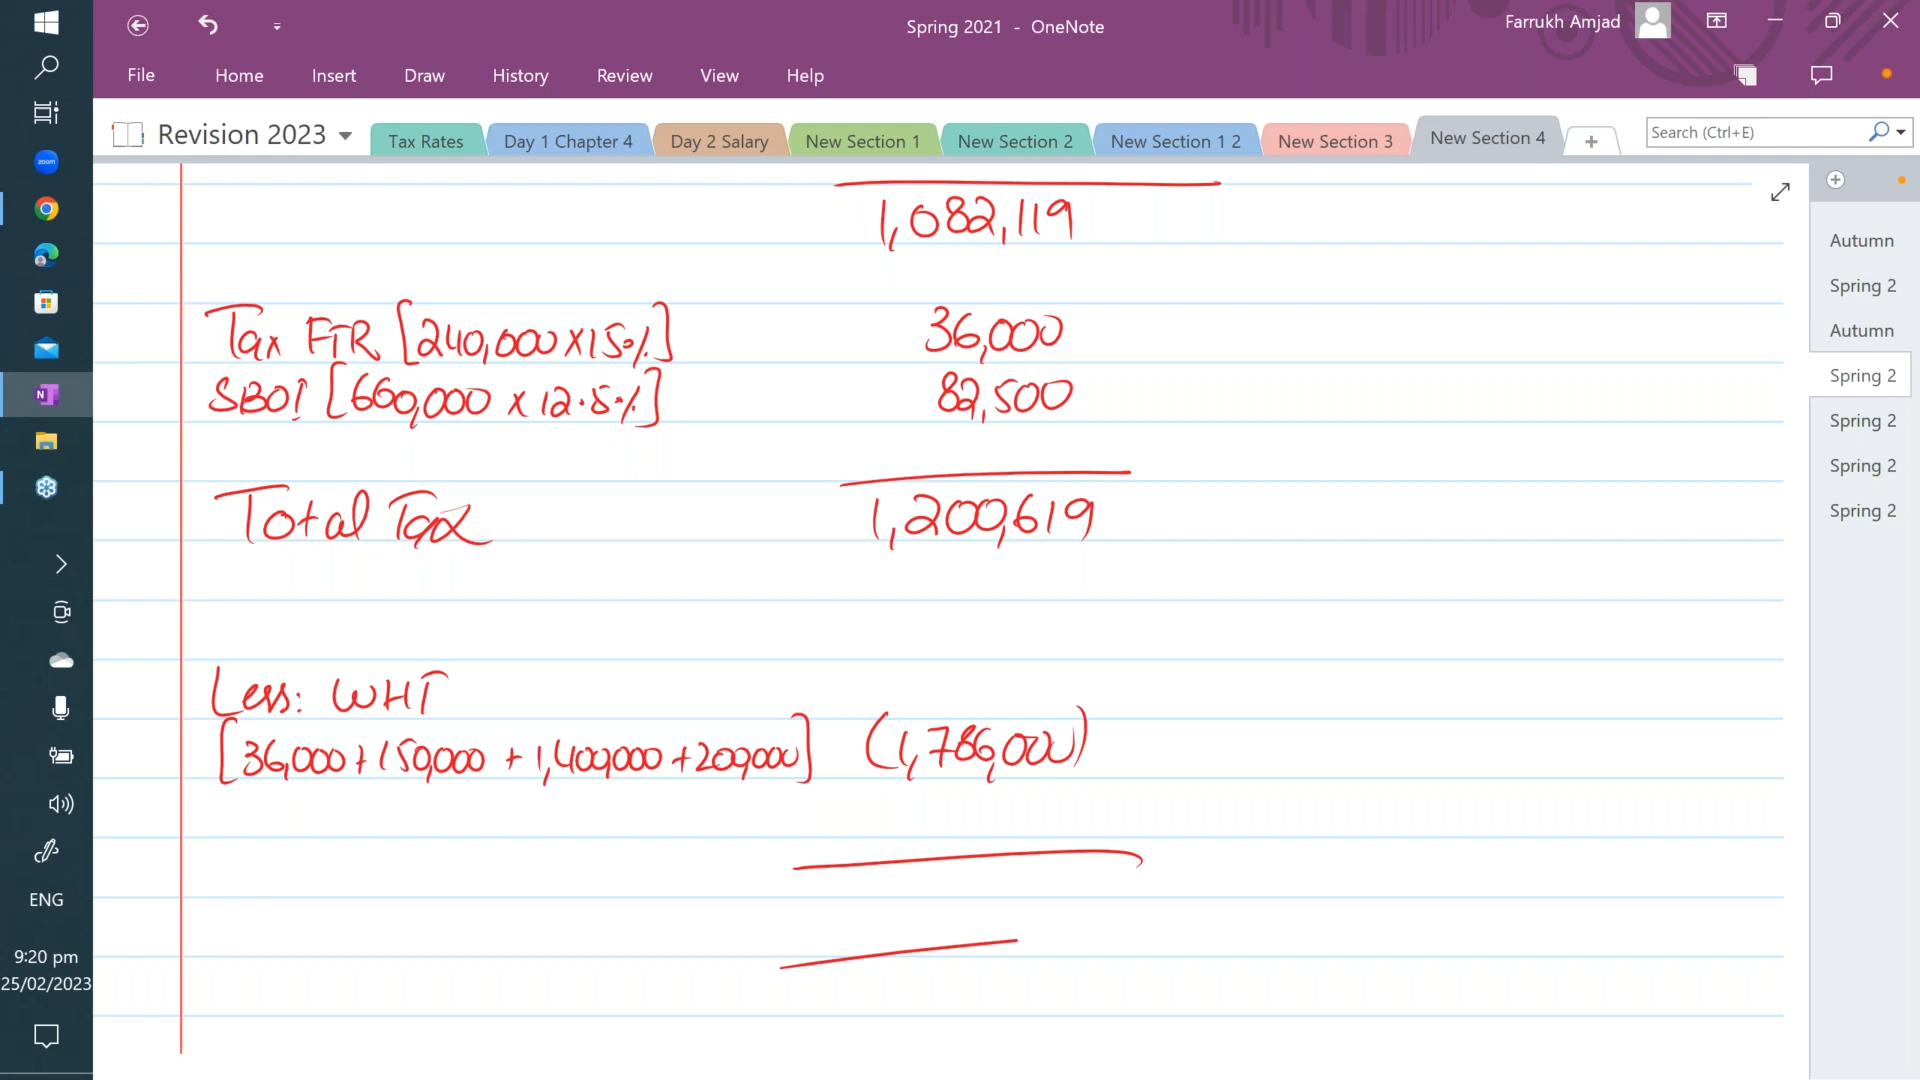 Spring 2021 - OneNote
Farrukh Amjad
File Home Insert Draw History Review View Help
Revision 2023
Tax Rates
Day 1 Chapter 4
Day 2 Salary
New Section 1
New Section 2
New Section 1 2
New Section 3
New Section 4
Search (Ctrl+E)
1,082,119
Tax FTR [240,000 × 15%] 36,000
SBOI [660,000 × 12.5%] 82,500
Total Tax 1,200,619
Less: WHT
[36,000 + 150,000 + 1,400,000 + 200,000] (1,786,000)
Autumn
Spring 2
Autumn
Spring 2
Spring 2
Spring 2
Spring 2
zoom
ENG
9:20 pm
25/02/2023